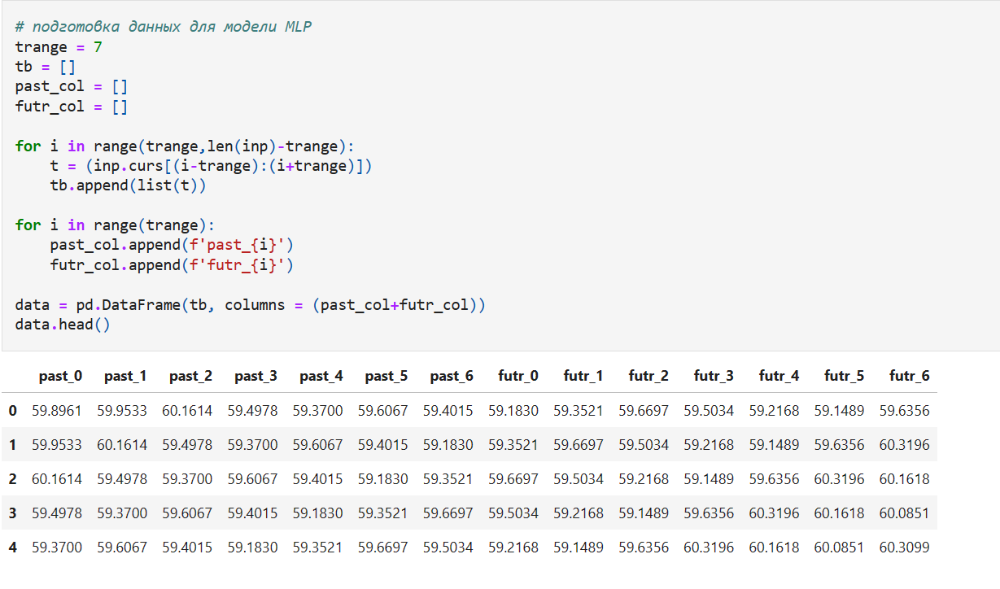 # подготовка данных для модели MLP
trange = 7
tb = []
past_col = []
futr_col = []
for i in range(trange,len(inp)-trange):
    t = (inp.curs[(i-trange):(i+trange)])
    tb.append(list(t))
for i in range(trange):
    past_col.append(f'past_{i}')
    futr_col.append(f'futr_{i}')
data = pd.DataFrame(tb, columns = (past_col+futr_col))
data.head()
past_0 past_1 past_2 past_3 past_4 past_5 past_6 futr_0 futr_1 futr_2 futr_3 futr_4 futr_5 futr_6
0 59.8961 59.9533 60.1614 59.4978 59.3700 59.6067 59.4015 59.1830 59.3521 59.6697 59.5034 59.2168 59.1489 59.6356
1 59.9533 60.1614 59.4978 59.3700 59.6067 59.4015 59.1830 59.3521 59.6697 59.5034 59.2168 59.1489 59.6356 60.3196
2 60.1614 59.4978 59.3700 59.6067 59.4015 59.1830 59.3521 59.6697 59.5034 59.2168 59.1489 59.6356 60.3196 60.1618
3 59.4978 59.3700 59.6067 59.4015 59.1830 59.3521 59.6697 59.5034 59.2168 59.1489 59.6356 60.3196 60.1618 60.0851
4 59.3700 59.6067 59.4015 59.1830 59.3521 59.6697 59.5034 59.2168 59.1489 59.6356 60.3196 60.1618 60.0851 60.3099